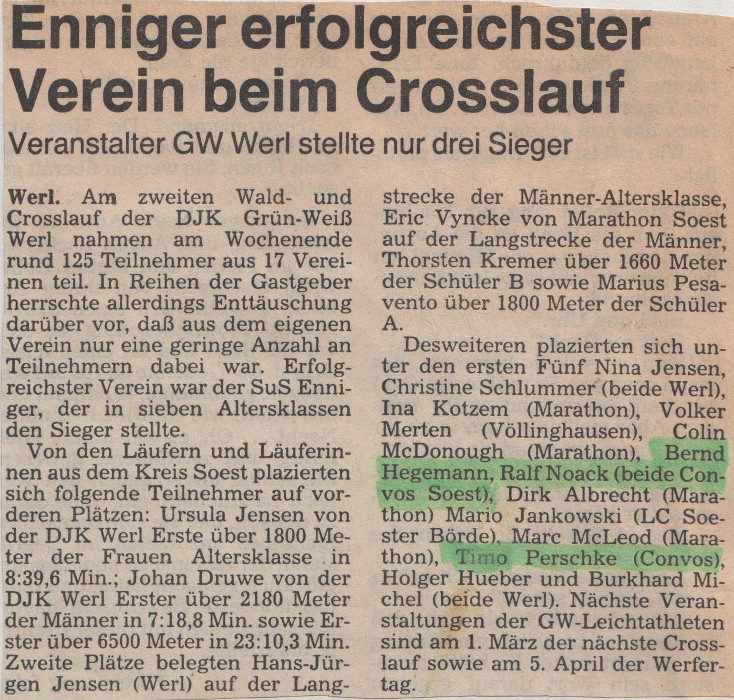 Enniger erfolgreichster
Verein beim Crosslauf
Veranstalter GW Werl stellte nur drei Sieger
Werl. Am zweiten Wald- und
Crosslauf der DJK Grün-Weiß
Werl nahmen am Wochenende
rund 125 Teilnehmer aus 17 Verei-
nen teil. In Reihen der Gastgeber
herrschte allerdings Enttäuschung
darüber vor, daß aus dem eigenen
Verein nur eine geringe Anzahl an
Teilnehmern dabei war. Erfolg-
reichster Verein war der SuS Enni-
ger, der in sieben Altersklassen
den Sieger stellte.
Von den Läufern und Läuferin-
nen aus dem Kreis Soest plazierten
sich folgende Teilnehmer auf vor-
deren Plätzen: Ursula Jensen von
der DJK Werl Erste über 1800 Me-
ter der Frauen Altersklasse in
8:39,6 Min.; Johan Druwe von der
DJK Werl Erster über 2180 Meter
der Männer in 7:18,8 Min. sowie Er-
ster über 6500 Meter in 23:10,3 Min.
Zweite Plätze belegten Hans-Jür-
gen Jensen (Werl) auf der Lang-
strecke der Männer-Altersklasse,
Eric Vyncke von Marathon Soest
auf der Langstrecke der Männer,
Thorsten Kremer über 1660 Meter
der Schüler B sowie Marius Pesa-
vento über 1800 Meter der Schüler
A.
Desweiteren plazierten sich un-
ter den ersten Fünf Nina Jensen,
Christine Schlummer (beide Werl),
Ina Kotzem (Marathon), Volker
Merten (Völlinghausen), Colin
McDonough (Marathon), Bernd
Hegemann, Ralf Noack (beide Con-
vos Soest), Dirk Albrecht (Mara-
thon) Mario Jankowski (LC Soe-
ster Börde), Marc McLeod (Mara-
thon), Timo Perschke (Convos),
Holger Hueber und Burkhard Mi-
chel (beide Werl). Nächste Veran-
staltungen der GW-Leichtathleten
sind am 1. März der nächste Cross-
lauf sowie am 5. April der Werfer-
tag.